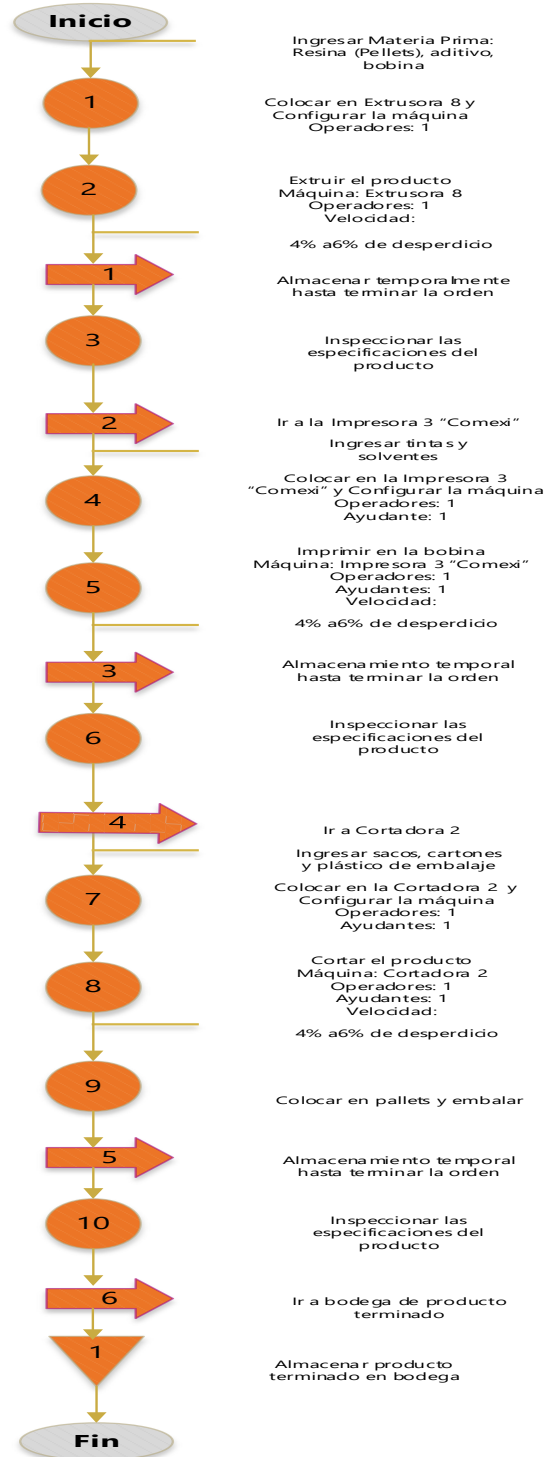 Inicio
Ingresar Materia Prima:
Resina (Pellets), aditivo,
bobina
1
Colocar en Extrusora 8 y
Configurar la máquina
Operadores: 1
2
Extruir el producto
Máquina: Extrusora 8
Operadores: 1
Velocidad:
4% a6% de desperdicio
1
Almacenar temporalmente
hasta terminar la orden
3
Inspeccionar las
especificaciones del
producto
2
Ir a la Impresora 3 “Comexi”
Ingresar tintas y
solventes
4
Colocar en la Impresora 3
“Comexi” y Configurar la máquina
Operadores: 1
Ayudante: 1
5
Imprimir en la bobina
Máquina: Impresora 3 “Comexi”
Operadores: 1
Ayudantes: 1
Velocidad:
4% a6% de desperdicio
3
Almacenamiento temporal
hasta terminar la orden
6
Inspeccionar las
especificaciones del
producto
4
Ir a Cortadora 2
Ingresar sacos, cartones
y plástico de embalaje
7
Colocar en la Cortadora 2 y
Configurar la máquina
Operadores: 1
Ayudantes: 1
8
Cortar el producto
Máquina: Cortadora 2
Operadores: 1
Ayudantes: 1
Velocidad:
4% a6% de desperdicio
9
Colocar en pallets y embalar
5
Almacenamiento temporal
hasta terminar la orden
10
Inspeccionar las
especificaciones del
producto
6
Ir a bodega de producto
terminado
1
Almacenar producto
terminado en bodega
Fin